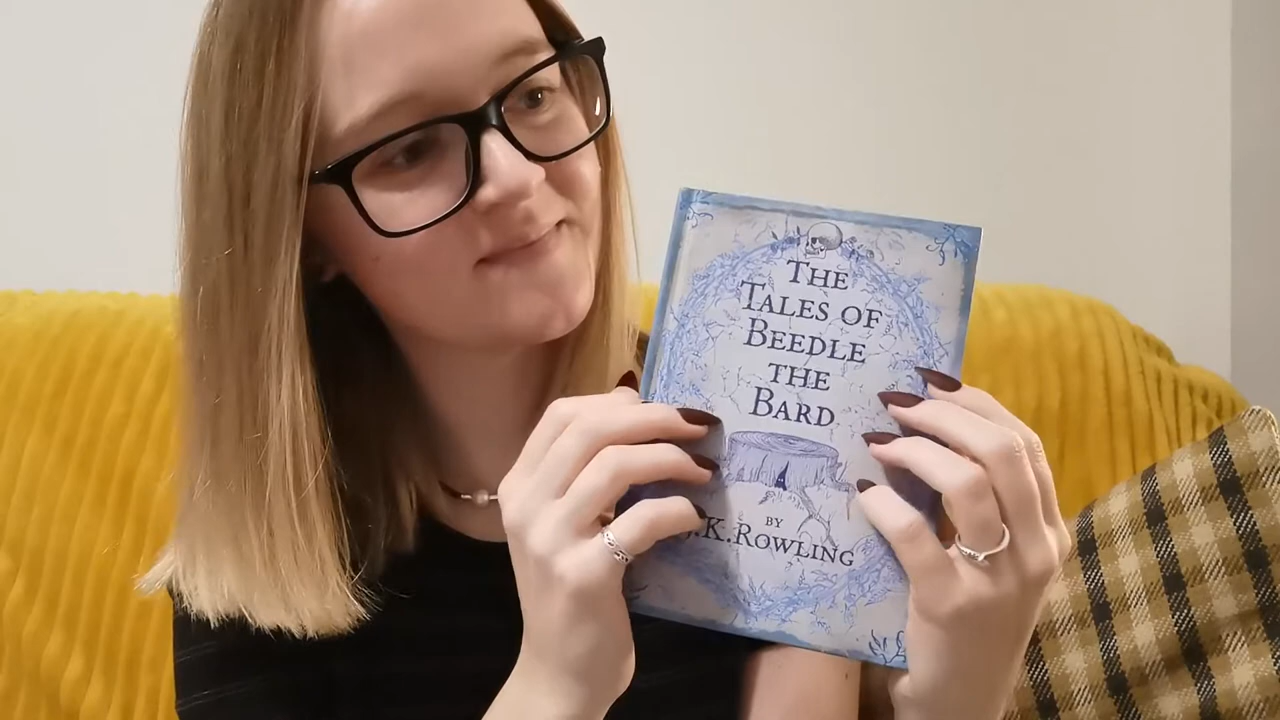 THE
TALES OF
BEEDLE
THE
BARD
BY
J.K. ROWLING